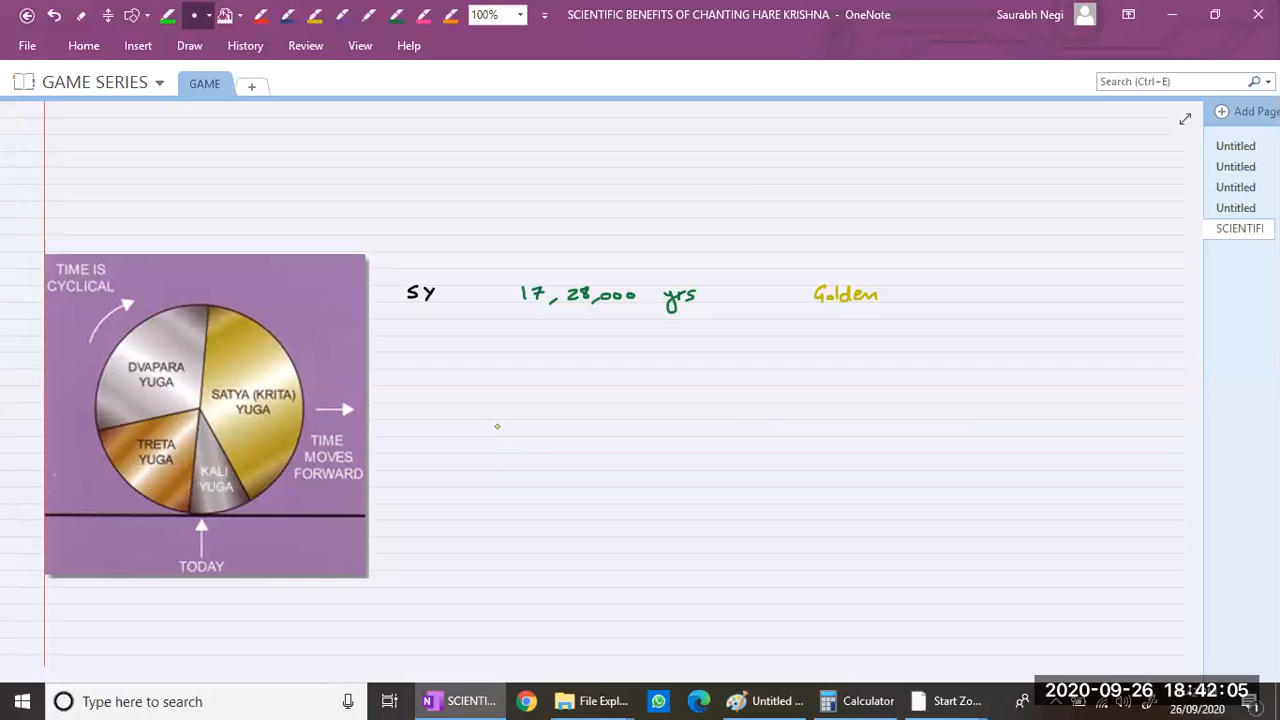 100%
SCIENTIFIC BENEFITS OF CHANTING HARE KRISHNA - OneNote
Saurabh Negi
File Home Insert Draw History Review View Help
GAME SERIES GAME
Search (Ctrl+E)
Add Page
Untitled
Untitled
Untitled
Untitled
SCIENTIFI
TIME IS
CYCLICAL
DVAPARA
YUGA
SATYA (KRITA)
YUGA
TRETA
YUGA
KALI
YUGA
TIME
MOVES
FORWARD
TODAY
SY 17,28,000 yrs Golden
Type here to search
SCIENTI...
File Expl...
Untitled ...
Calculator
Start Zo...
2020-09-26 18:42:05
26/09/2020